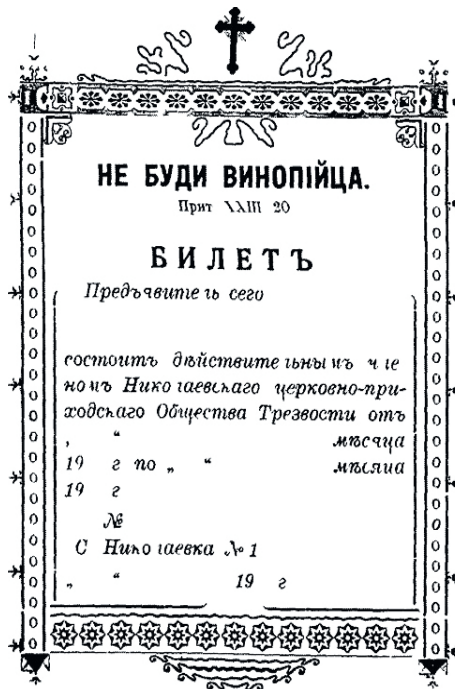 НЕ БУДИ ВИНОПІЙЦА.
Прит XXIII 20
БИЛЕТЪ
Предъявитель сего
состоитъ дѣйствительнымъ чле
номъ Николаевскаго церковно-при-
ходскаго Общества Трезвости отъ
„ “ мѣсяца
19 г по „ “ мѣсяца
19 г
№
С Николаевка № 1
„ “ 19 г